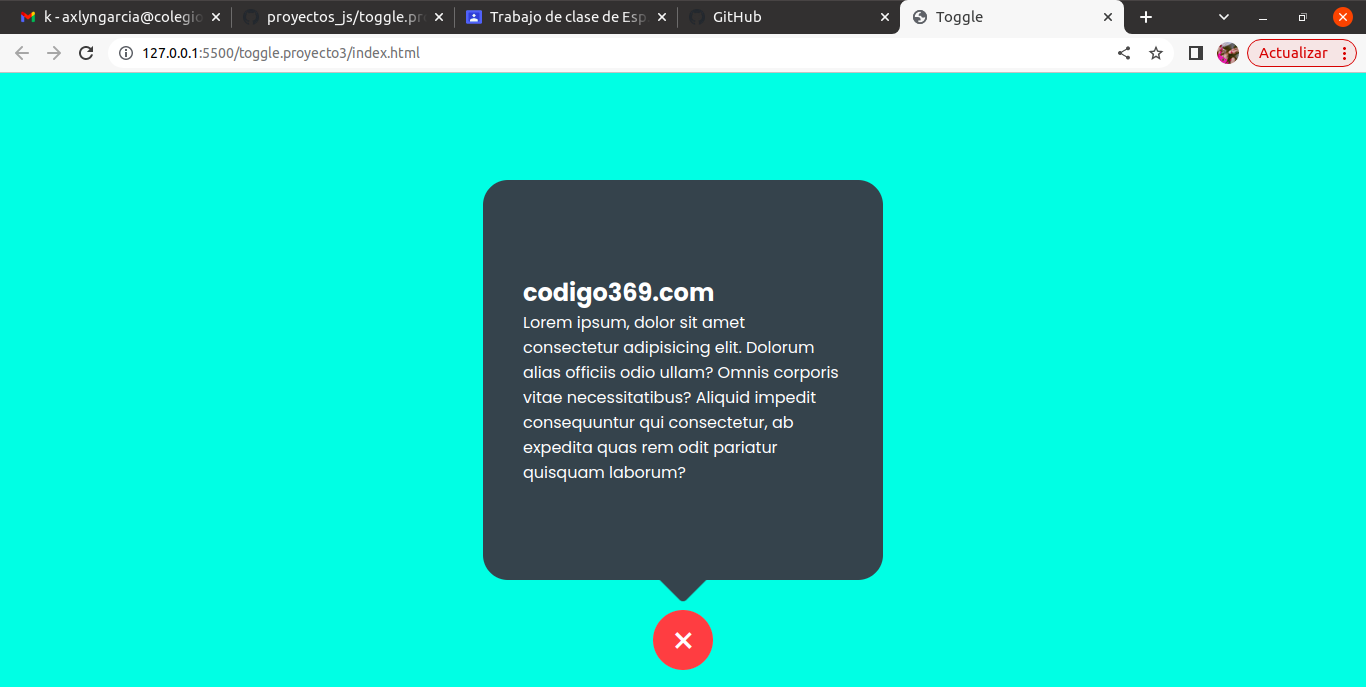 k - axlyngarcia@colegio
proyectos_js/toggle.pr
Trabajo de clase de Esp
GitHub
Toggle
127.0.0.1:5500/toggle.proyecto3/index.html
Actualizar
codigo369.com
Lorem ipsum, dolor sit amet
consectetur adipisicing elit. Dolorum
alias officiis odio ullam? Omnis corporis
vitae necessitatibus? Aliquid impedit
consequuntur qui consectetur, ab
expedita quas rem odit pariatur
quisquam laborum?